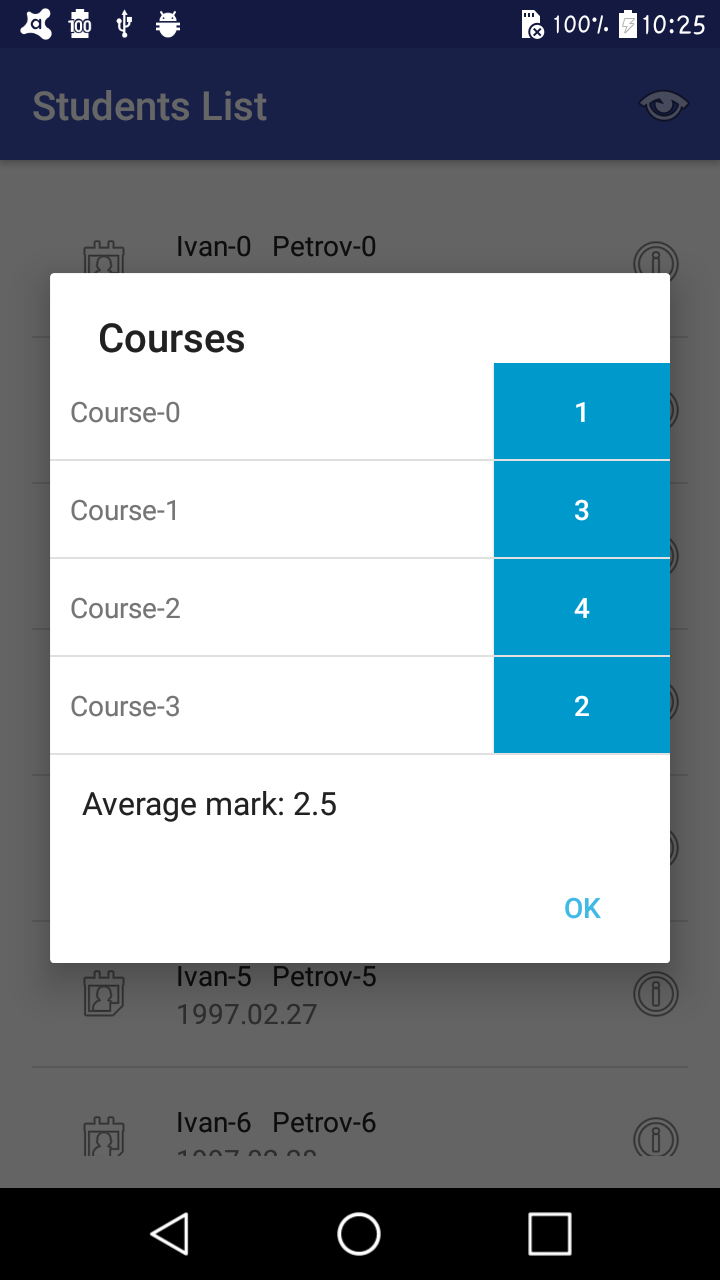 100 100% 10:25
Students List
Ivan-0 Petrov-0
Courses
Course-0 1
Course-1 3
Course-2 4
Course-3 2
Average mark: 2.5
OK
Ivan-5 Petrov-5
1997.02.27
Ivan-6 Petrov-6